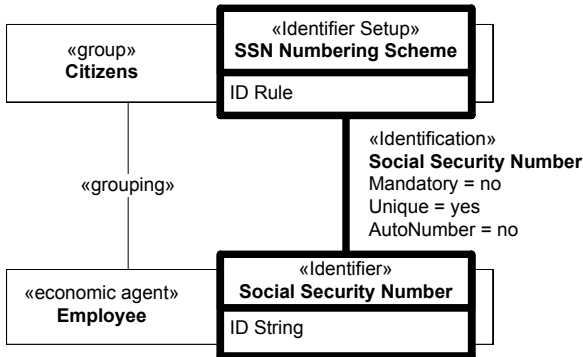 «group»
Citizens
«Identifier Setup»
SSN Numbering Scheme
ID Rule
«grouping»
«Identification»
Social Security Number
Mandatory = no
Unique = yes
AutoNumber = no
«economic agent»
Employee
«Identifier»
Social Security Number
ID String